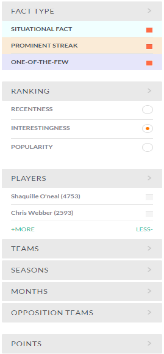 FACT TYPE
SITUATIONAL FACT
PROMINENT STREAK
ONE-OF-THE-FEW
RANKING
RECENTNESS
INTERESTINGNESS
POPULARITY
PLAYERS
Shaquille O'neal (4753)
Chris Webber (2593)
+MORE LESS-
TEAMS
SEASONS
MONTHS
OPPOSITION TEAMS
POINTS